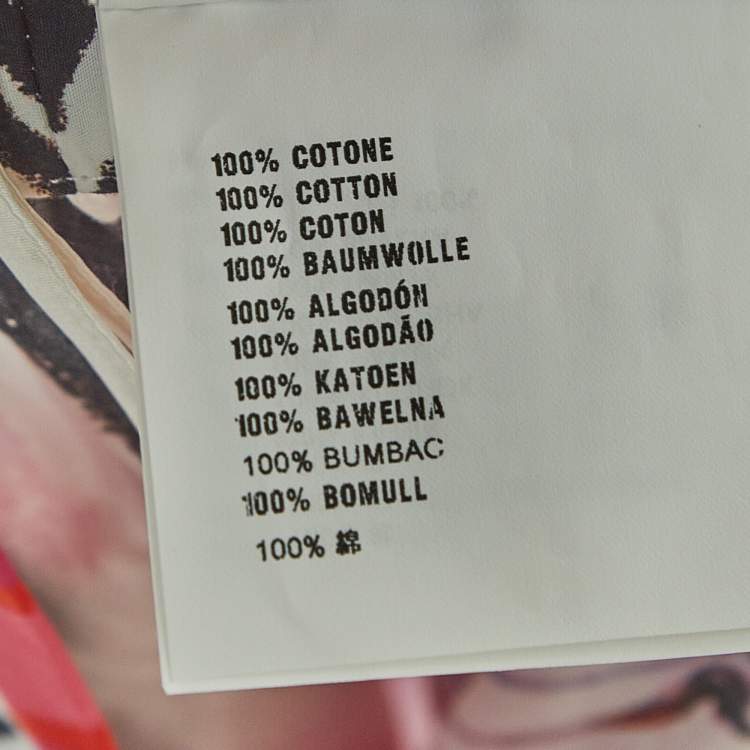 100% COTONE
100% COTTON
100% COTON
100% BAUMWOLLE
100% ALGODÓN
100% ALGODÃO
100% KATOEN
100% BAWELNA
100% BUMBAC
100% BOMULL
100% 綿